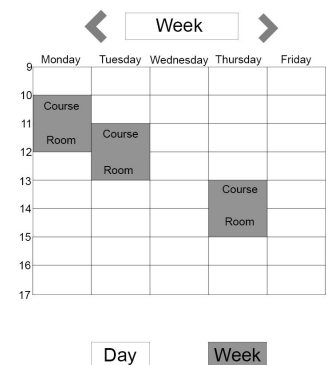 Week
Monday Tuesday Wednesday Thursday Friday
9
10
Course
11
Course
Room
12
Room
13
Course
14
Room
15
16
17
Day Week